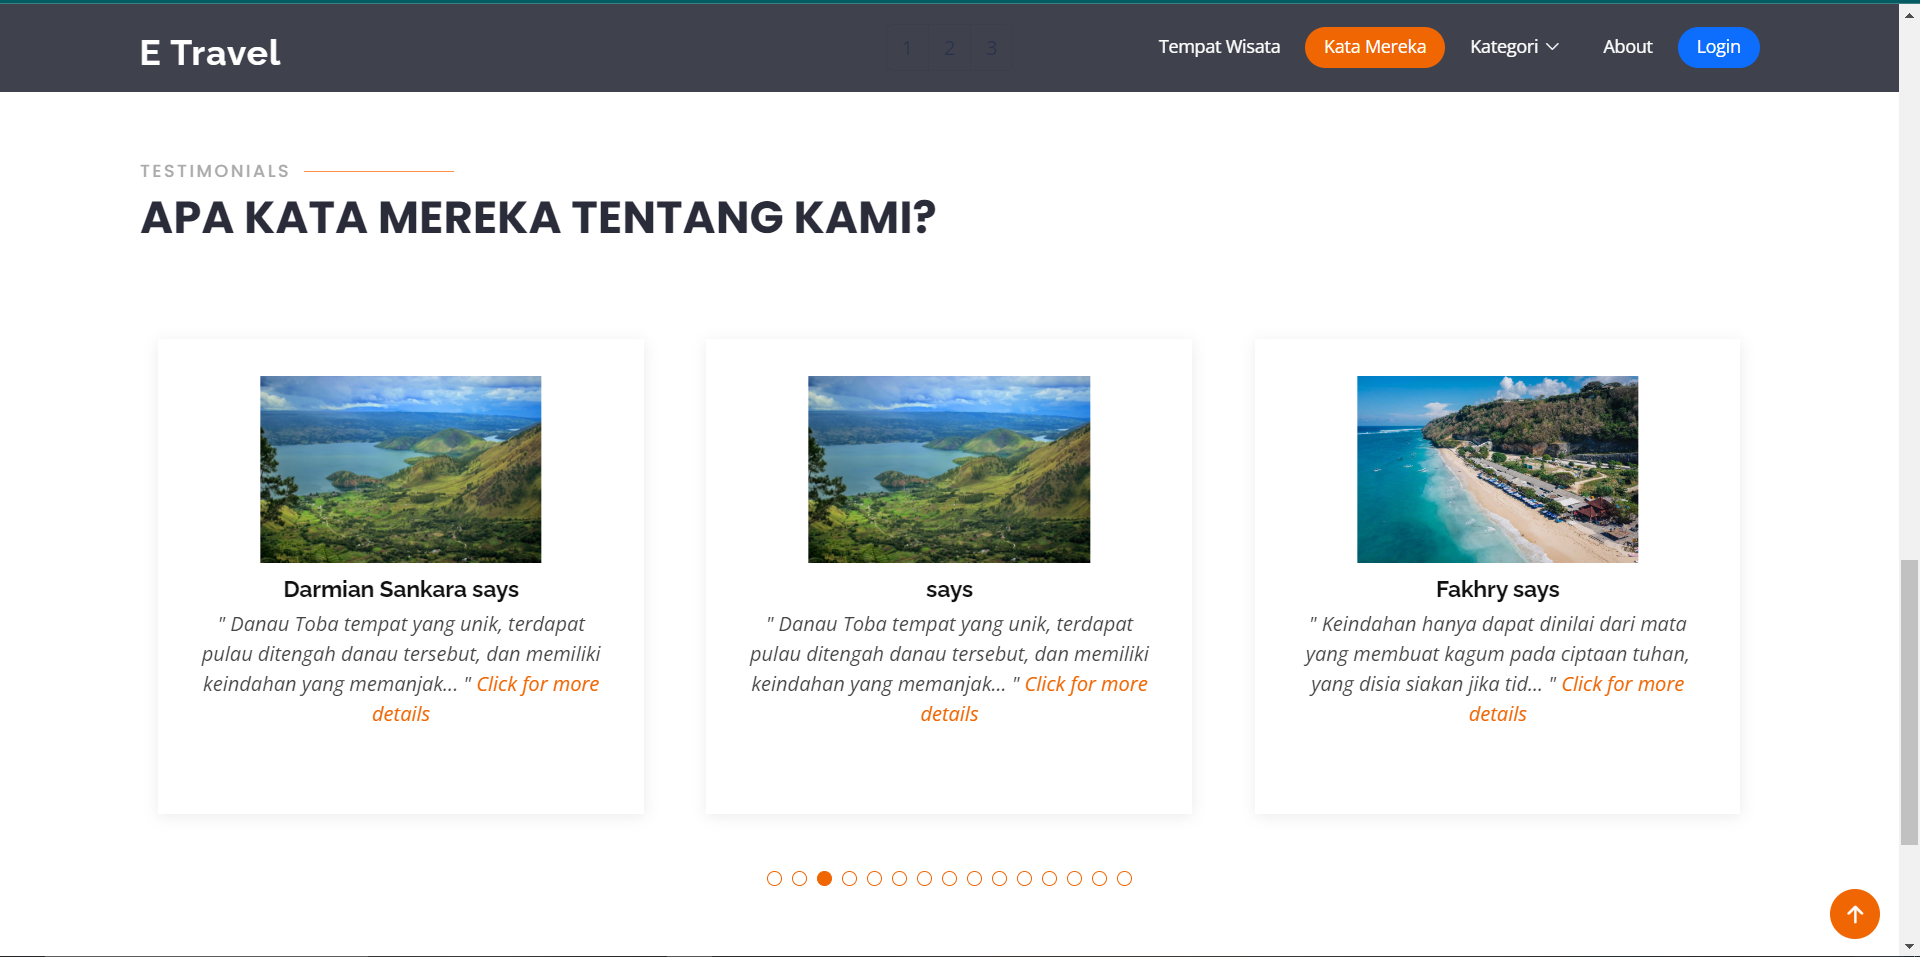 E Travel
1 2 3
Tempat Wisata
Kata Mereka
Kategori
About
Login
TESTIMONIALS
APA KATA MEREKA TENTANG KAMI?
Darmian Sankara says
" Danau Toba tempat yang unik, terdapat
pulau ditengah danau tersebut, dan memiliki
keindahan yang memanjak... " Click for more
details
says
" Danau Toba tempat yang unik, terdapat
pulau ditengah danau tersebut, dan memiliki
keindahan yang memanjak... " Click for more
details
Fakhry says
" Keindahan hanya dapat dinilai dari mata
yang membuat kagum pada ciptaan tuhan,
yang disia siakan jika tid... " Click for more
details